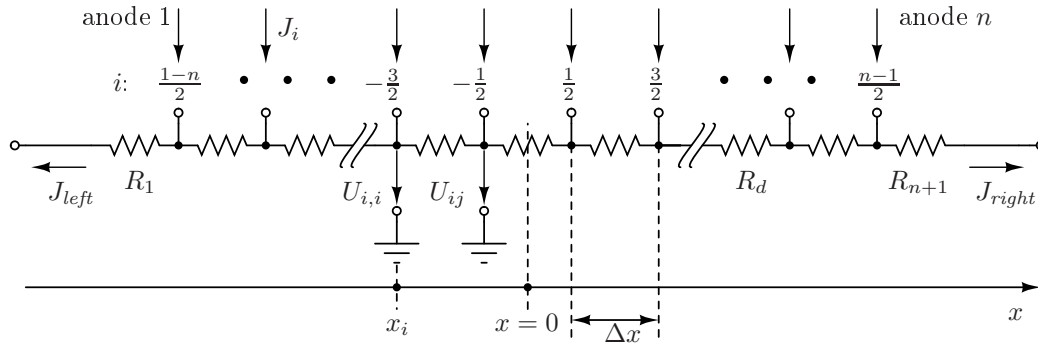 anode 1 J_i anode n
i: (1−n)/2 • • • −3/2 −1/2 1/2 3/2 • • • (n−1)/2
J_left R_1 U_{i,i} U_{ij} R_d R_{n+1} J_right
x_i x = 0 Δx x